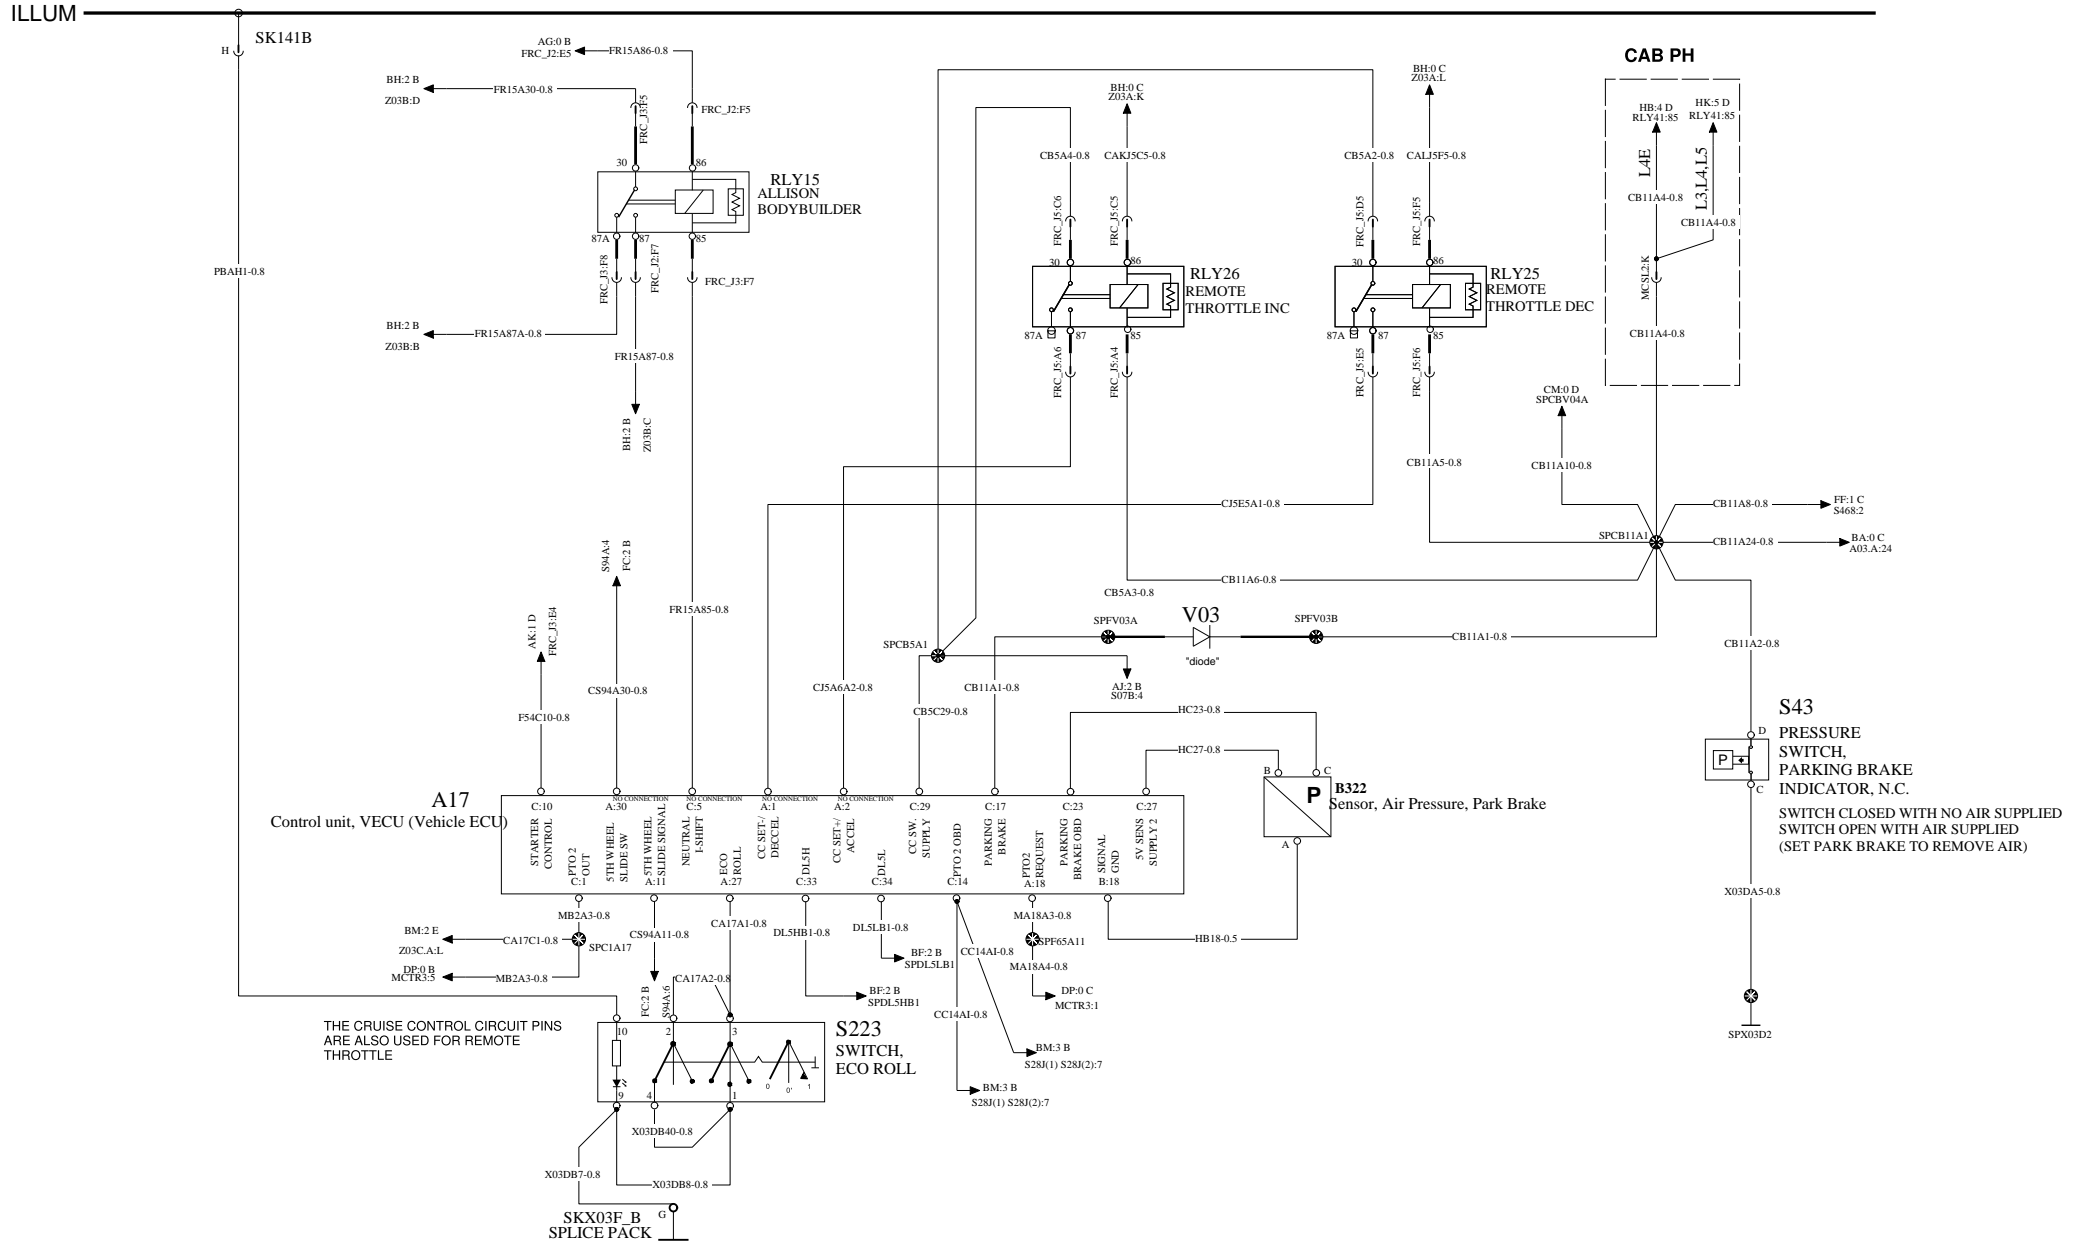 ILLUM
SK141B
H
PBAH1-0.8
AG:0 B
FRC_J2:E5
FR15A86-0.8
BH:2 B
Z03B:D
FR15A30-0.8
FRC_J3:F5
FRC_J2:F5
30
86
RLY15
ALLISON
BODYBUILDER
87A
87
85
FRC_J3:F8
FRC_J2:F7
FRC_J3:F7
BH:2 B
Z03B:B
FR15A87A-0.8
FR15A87-0.8
BH:2 B
Z03B:C
BH:0 C
Z03A:K
CB5A4-0.8
CAKJ5C5-0.8
FRC_J5:C6
FRC_J5:C5
30
86
RLY26
REMOTE
THROTTLE INC
87A
87
85
FRC_J5:A6
FRC_J5:A4
BH:0 C
Z03A:L
CB5A2-0.8
CALJ5F5-0.8
FRC_J5:D5
FRC_J5:F5
30
86
RLY25
REMOTE
THROTTLE DEC
87A
87
85
FRC_J5:E5
FRC_J5:F6
CAB PH
HB:4 D
RLY41:85
HK:5 D
RLY41:85
L4E
L3,L4,L5
CB11A4-0.8
CB11A4-0.8
MCSL2:K
CB11A4-0.8
CM:0 D
SPCBV04A
CB11A10-0.8
CB11A5-0.8
CJ5E5A1-0.8
CB11A8-0.8
FF:1 C
S468:2
SPCB11A1
CB11A24-0.8
BA:0 C
A03.A:24
CB11A6-0.8
CB5A3-0.8
S94A:4
FC:2 B
FR15A85-0.8
AK:1 D
FRC_J3:E4
SPFV03A
V03
"diode"
SPFV03B
CB11A1-0.8
CB11A2-0.8
SPCB5A1
AJ:2 B
S07B:4
F54C10-0.8
CS94A30-0.8
CJ5A6A2-0.8
CB5C29-0.8
CB11A1-0.8
HC23-0.8
HC27-0.8
S43
PRESSURE
SWITCH,
PARKING BRAKE
INDICATOR, N.C.
D
P
C
SWITCH CLOSED WITH NO AIR SUPPLIED
SWITCH OPEN WITH AIR SUPPLIED
(SET PARK BRAKE TO REMOVE AIR)
B
C
P
A
B322
Sensor, Air Pressure, Park Brake
A17
Control unit, VECU (Vehicle ECU)
NO CONNECTION
NO CONNECTION
NO CONNECTION
NO CONNECTION
C:10
A:30
C:5
A:1
A:2
C:29
C:17
C:23
C:27
STARTER
CONTROL
PTO 2
OUT
5TH WHEEL
SLIDE SW
5TH WHEEL
SLIDE SIGNAL
NEUTRAL
I-SHIFT
ECO
ROLL
CC SET-/
DECCEL
DL5H
CC SET+/
ACCEL
DL5L
CC SW.
SUPPLY
PTO 2 OBD
PARKING
BRAKE
PTO2
REQUEST
PARKING
BRAKE OBD
SIGNAL
GND
5V SENS
SUPPLY 2
C:1
A:11
A:27
C:33
C:34
C:14
A:18
B:18
X03DA5-0.8
SPX03D2
MB2A3-0.8
BM:2 E
Z03C.A:L
CA17C1-0.8
SPC1A17
DP:0 B
MCTR3:5
MB2A3-0.8
CS94A11-0.8
FC:2 B
S94A:6
CA17A1-0.8
CA17A2-0.8
DL5HB1-0.8
BF:2 B
SPDL5HB1
DL5LB1-0.8
BF:2 B
SPDL5LB1
CC14AI-0.8
CC14AI-0.8
MA18A3-0.8
SPF65A11
MA18A4-0.8
DP:0 C
MCTR3:1
HB18-0.5
BM:3 B
S28J(1) S28J(2):7
BM:3 B
S28J(1) S28J(2):7
THE CRUISE CONTROL CIRCUIT PINS
ARE ALSO USED FOR REMOTE
THROTTLE
10
2
3
9
4
1
0
0'
1
S223
SWITCH,
ECO ROLL
X03DB40-0.8
X03DB7-0.8
X03DB8-0.8
SKX03F_B
SPLICE PACK
G